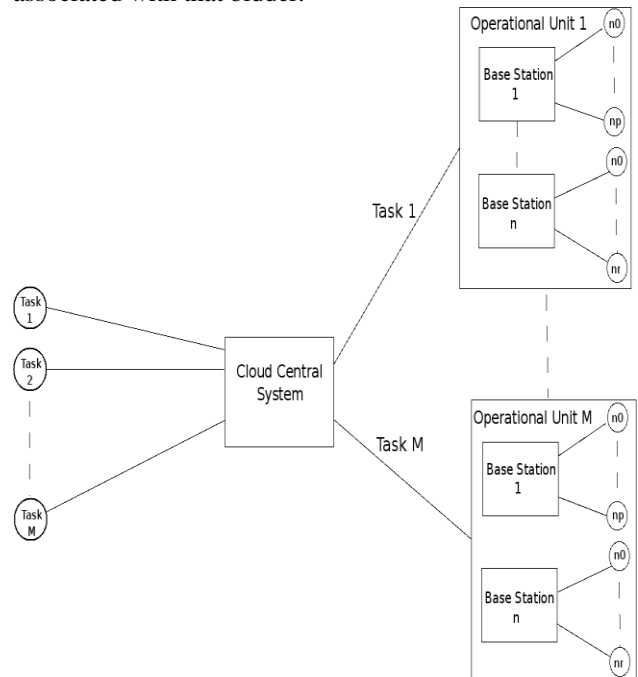 associated with that bidder.
Operational Unit 1
n0
Base Station
1
np
n0
Base Station
n
nr
Task 1
Task
1
Task
2
Cloud Central
System
Task M
Task
M
Operational Unit M
n0
Base Station
1
np
n0
Base Station
n
nr